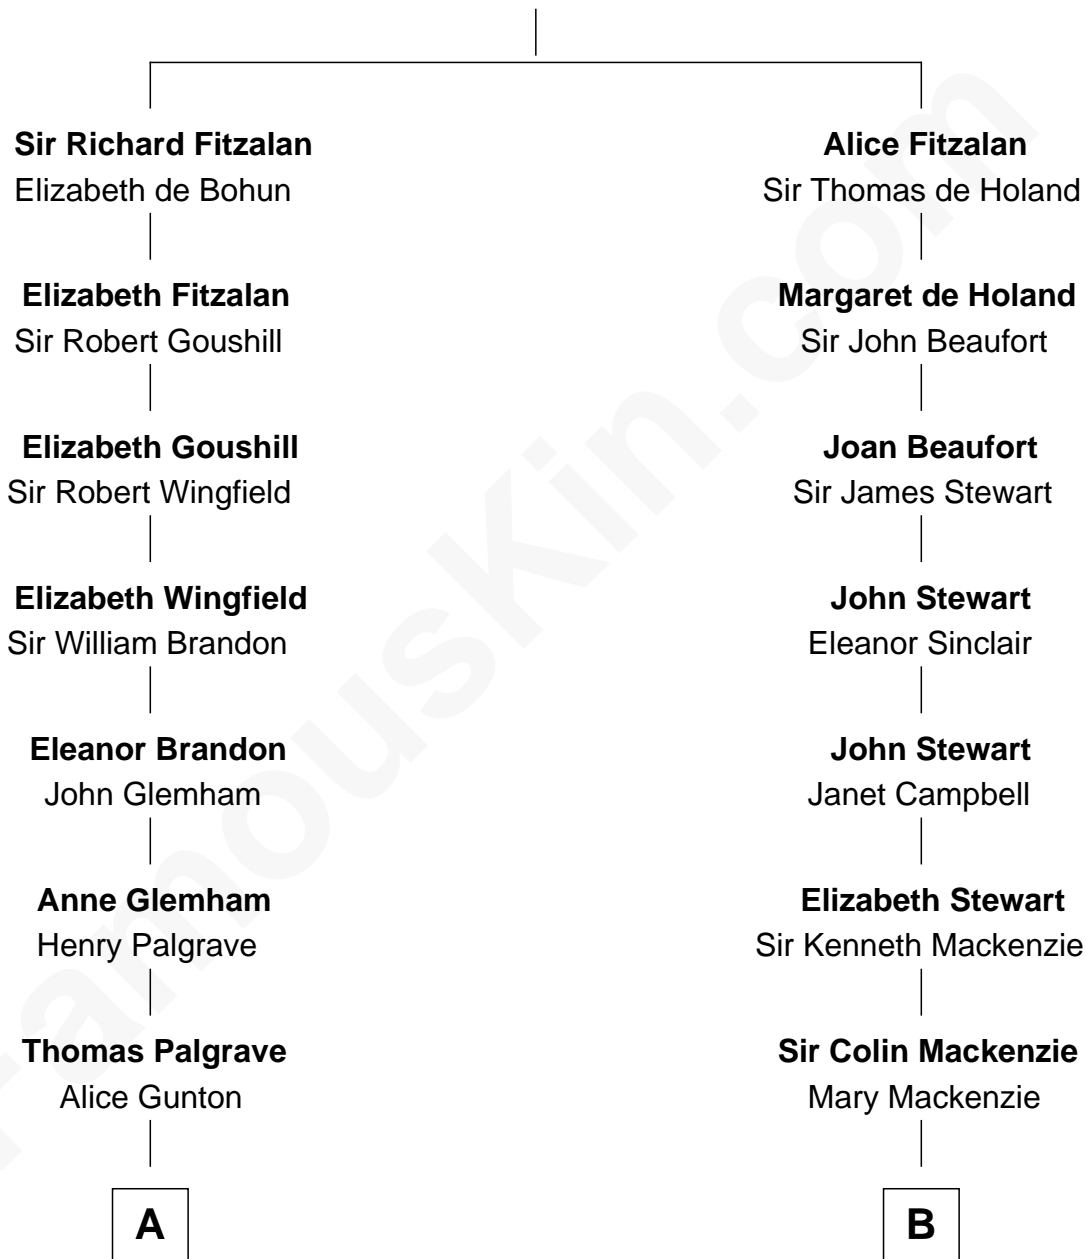 Sir Richard Fitzalan
Elizabeth de Bohun
Elizabeth Fitzalan
Sir Robert Goushill
Elizabeth Goushill
Sir Robert Wingfield
Elizabeth Wingfield
Sir William Brandon
Eleanor Brandon
John Glemham
Anne Glemham
Henry Palgrave
Thomas Palgrave
Alice Gunton
A
Alice Fitzalan
Sir Thomas de Holand
Margaret de Holand
Sir John Beaufort
Joan Beaufort
Sir James Stewart
John Stewart
Eleanor Sinclair
John Stewart
Janet Campbell
Elizabeth Stewart
Sir Kenneth Mackenzie
Sir Colin Mackenzie
Mary Mackenzie
B
FamousKin.com